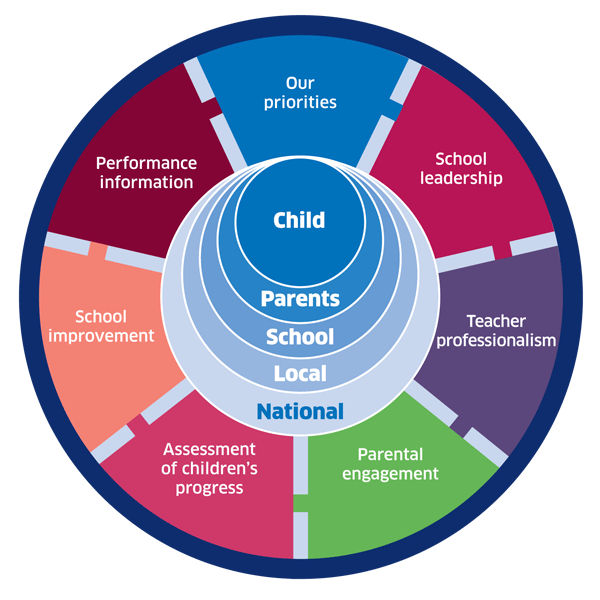 Our
priorities
School
leadership
Teacher
professionalism
Parental
engagement
Assessment
of children's
progress
School
improvement
Performance
information
Child
Parents
School
Local
National